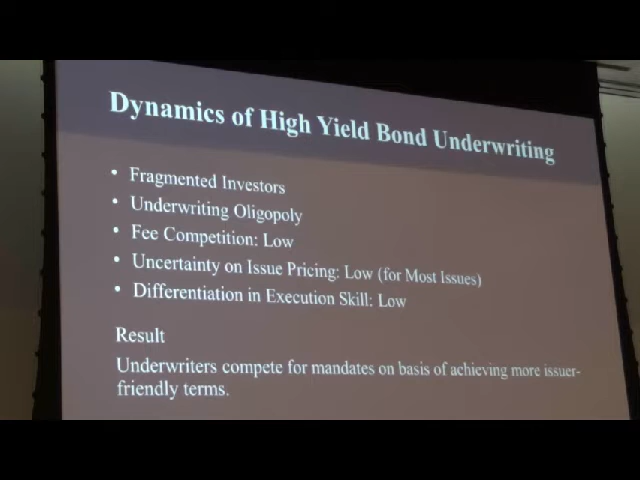 Dynamics of High Yield Bond Underwriting
• Fragmented Investors
• Underwriting Oligopoly
• Fee Competition: Low
• Uncertainty on Issue Pricing: Low (for Most Issues)
• Differentiation in Execution Skill: Low
Result
Underwriters compete for mandates on basis of achieving more issuer-
friendly terms.